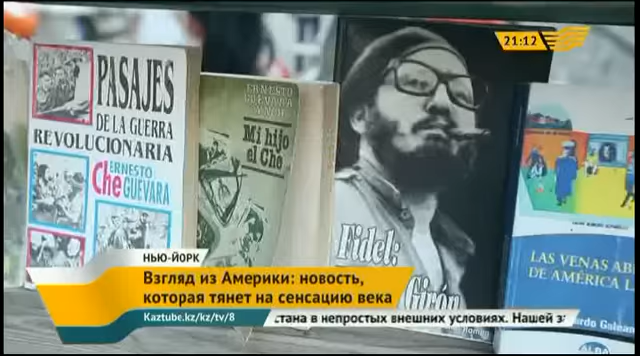 21:12
PASAJES
DE LA GUERRA
REVOLUCIONARIA
ERNESTO
Che GUEVARA
ERNESTO
GUEVARA
LYNCH
Mi hijo
el Che
Fidel:
Girón
LAS VENAS AB
DE AMÉRICA L
ardo Galean
НЬЮ-ЙОРК
Взгляд из Америки: новость,
которая тянет на сенсацию века
Kaztube.kz/kz/tv/8
стана в непростых внешних условиях. Нашей э